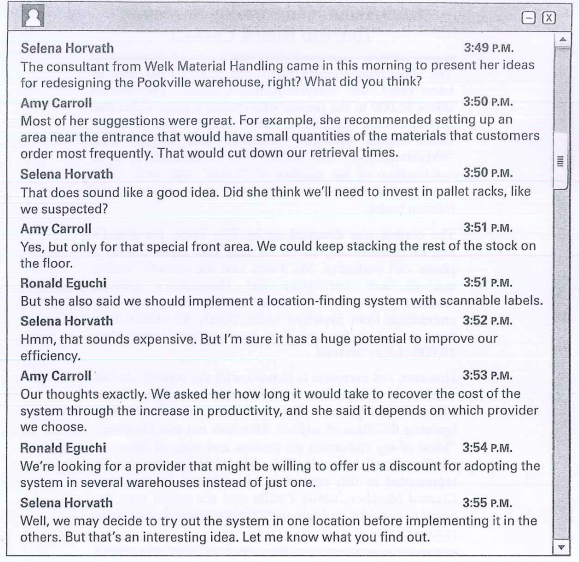 Selena Horvath 3:49 P.M.
The consultant from Welk Material Handling came in this morning to present her ideas
for redesigning the Pookville warehouse, right? What did you think?
Amy Carroll 3:50 P.M.
Most of her suggestions were great. For example, she recommended setting up an
area near the entrance that would have small quantities of the materials that customers
order most frequently. That would cut down our retrieval times.
Selena Horvath 3:50 P.M.
That does sound like a good idea. Did she think we'll need to invest in pallet racks, like
we suspected?
Amy Carroll 3:51 P.M.
Yes, but only for that special front area. We could keep stacking the rest of the stock on
the floor.
Ronald Eguchi 3:51 P.M.
But she also said we should implement a location-finding system with scannable labels.
Selena Horvath 3:52 P.M.
Hmm, that sounds expensive. But I'm sure it has a huge potential to improve our
efficiency.
Amy Carroll 3:53 P.M.
Our thoughts exactly. We asked her how long it would take to recover the cost of the
system through the increase in productivity, and she said it depends on which provider
we choose.
Ronald Eguchi 3:54 P.M.
We're looking for a provider that might be willing to offer us a discount for adopting the
system in several warehouses instead of just one.
Selena Horvath 3:55 P.M.
Well, we may decide to try out the system in one location before implementing it in the
others. But that's an interesting idea. Let me know what you find out.